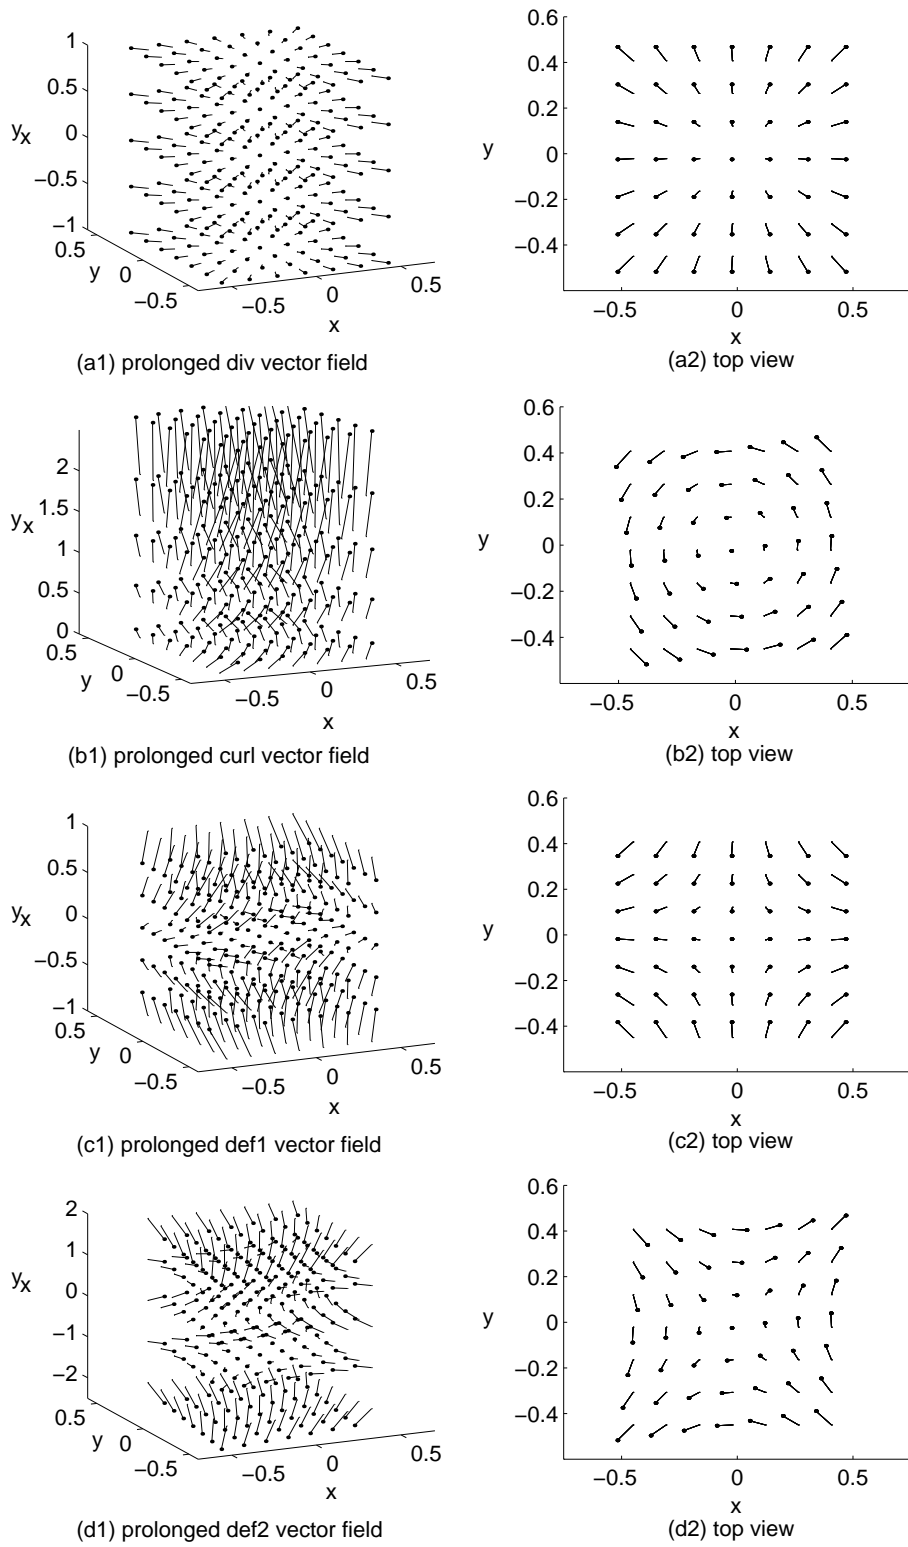 1
0.5
0
−0.5
−1
yx
0.5
0
−0.5
y
−0.5
0
0.5
x
(a1) prolonged div vector field
0.6
0.4
0.2
0
−0.2
−0.4
y
−0.5
0
0.5
x
(a2) top view
2
1.5
1
0.5
0
yx
0.5
0
−0.5
y
−0.5
0
0.5
x
(b1) prolonged curl vector field
0.6
0.4
0.2
0
−0.2
−0.4
y
−0.5
0
0.5
x
(b2) top view
1
0.5
0
−0.5
−1
yx
0.5
0
−0.5
y
−0.5
0
0.5
x
(c1) prolonged def1 vector field
0.6
0.4
0.2
0
−0.2
−0.4
y
−0.5
0
0.5
x
(c2) top view
2
1
0
−1
−2
yx
0.5
0
−0.5
y
−0.5
0
0.5
x
(d1) prolonged def2 vector field
0.6
0.4
0.2
0
−0.2
−0.4
y
−0.5
0
0.5
x
(d2) top view